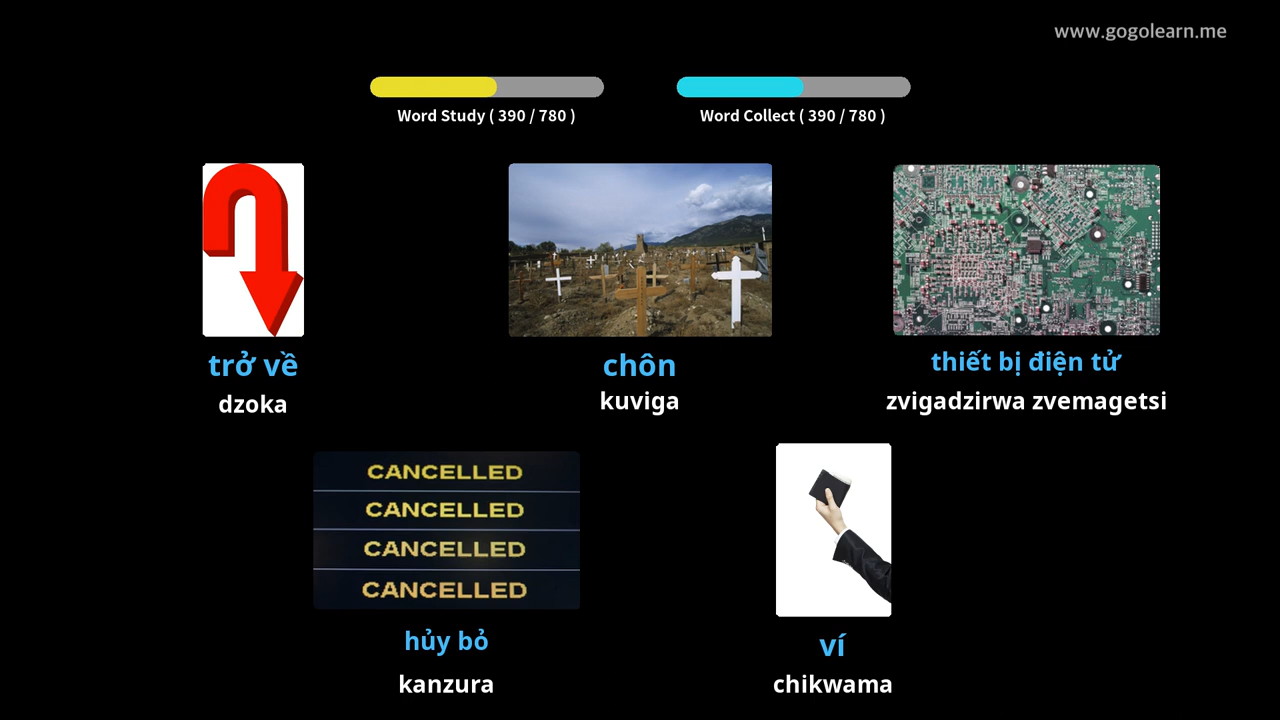 www.gogolearn.me
Word Study ( 390 / 780 )
Word Collect ( 390 / 780 )
trở về
dzoka
chôn
kuviga
thiết bị điện tử
zvigadzirwa zvemagetsi
CANCELLED
CANCELLED
CANCELLED
CANCELLED
hủy bỏ
kanzura
ví
chikwama